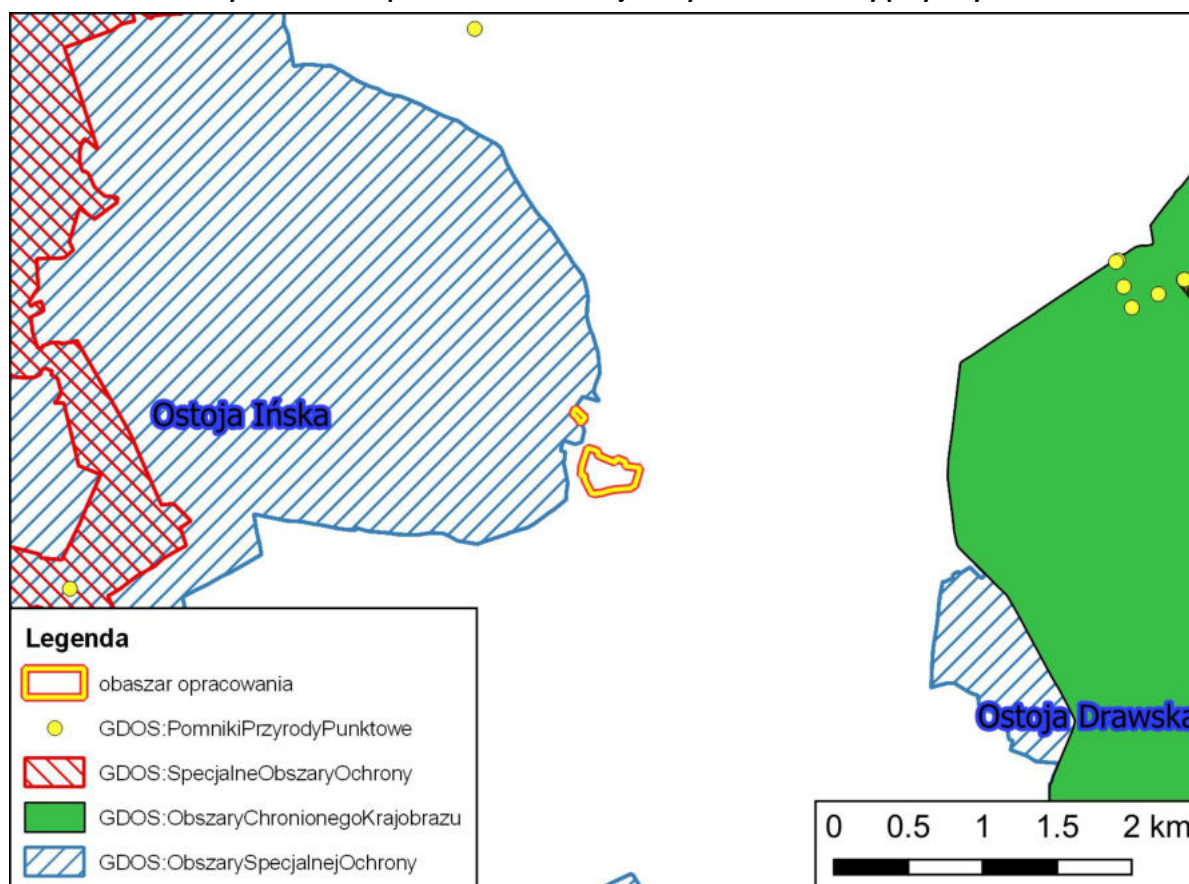 Ostoja Ińska
Ostoja Drawska
Legenda
obaszar opracowania
GDOS:PomnikiPrzyrodyPunktowe
GDOS:SpecjalneObszaryOchrony
GDOS:ObszaryChronionegoKrajobrazu
GDOS:ObszarySpecjalnejOchrony
0 0.5 1 1.5 2 km